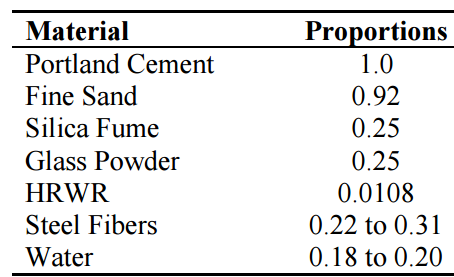 Material Proportions
Portland Cement 1.0
Fine Sand 0.92
Silica Fume 0.25
Glass Powder 0.25
HRWR 0.0108
Steel Fibers 0.22 to 0.31
Water 0.18 to 0.20